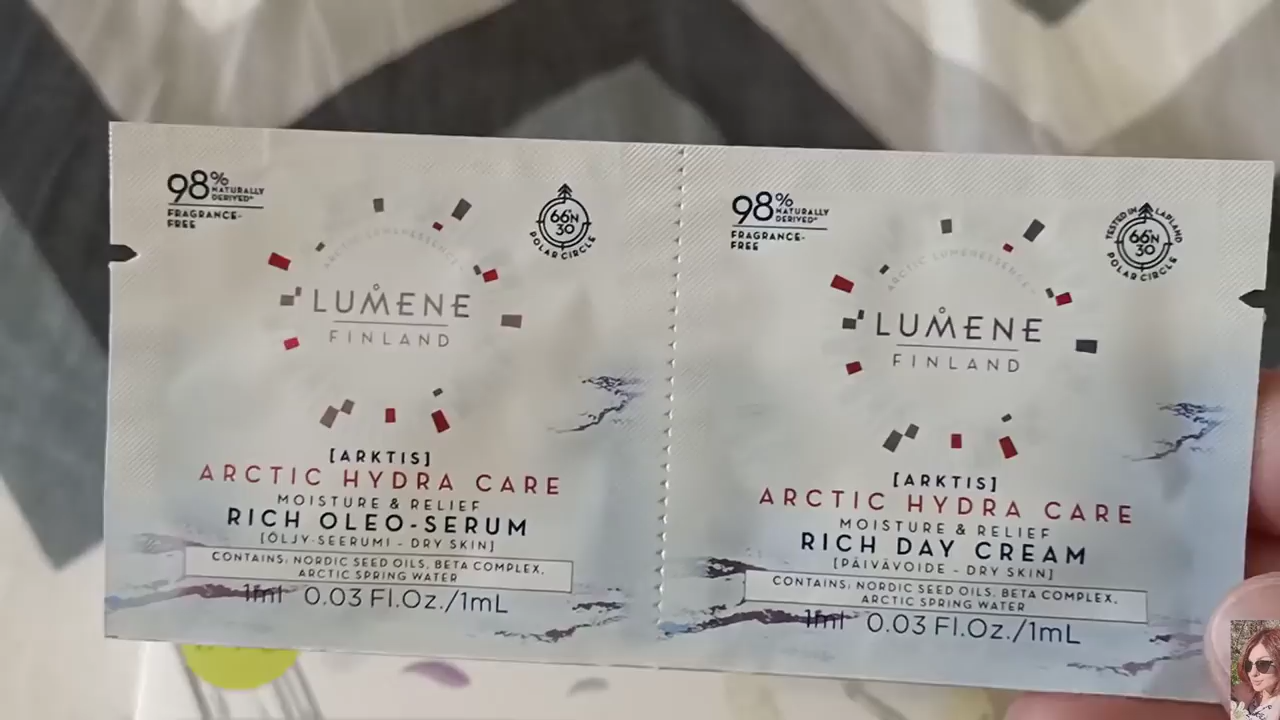 98%
NATURALLY
DERIVED*
FRAGRANCE-
FREE
66°N
30
POLAR CIRCLE
ARCTIC LUMENESSENCE
LUMENE
FINLAND
[ARKTIS]
ARCTIC HYDRA CARE
MOISTURE & RELIEF
RICH OLEO-SERUM
[ÖLJY-SEERUMI - DRY SKIN]
CONTAINS: NORDIC SEED OILS, BETA COMPLEX,
ARCTIC SPRING WATER
1ml 0.03 Fl.Oz./1mL
98%
NATURALLY
DERIVED*
FRAGRANCE-
FREE
TESTED IN LAPLAND
66°N
30
POLAR CIRCLE
ARCTIC LUMENESSENCE
LUMENE
FINLAND
[ARKTIS]
ARCTIC HYDRA CARE
MOISTURE & RELIEF
RICH DAY CREAM
[PÄIVÄVOIDE - DRY SKIN]
CONTAINS: NORDIC SEED OILS, BETA COMPLEX,
ARCTIC SPRING WATER
1ml 0.03 Fl.Oz./1mL